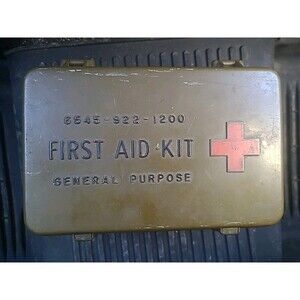 6545-922-1200
FIRST AID KIT
GENERAL PURPOSE